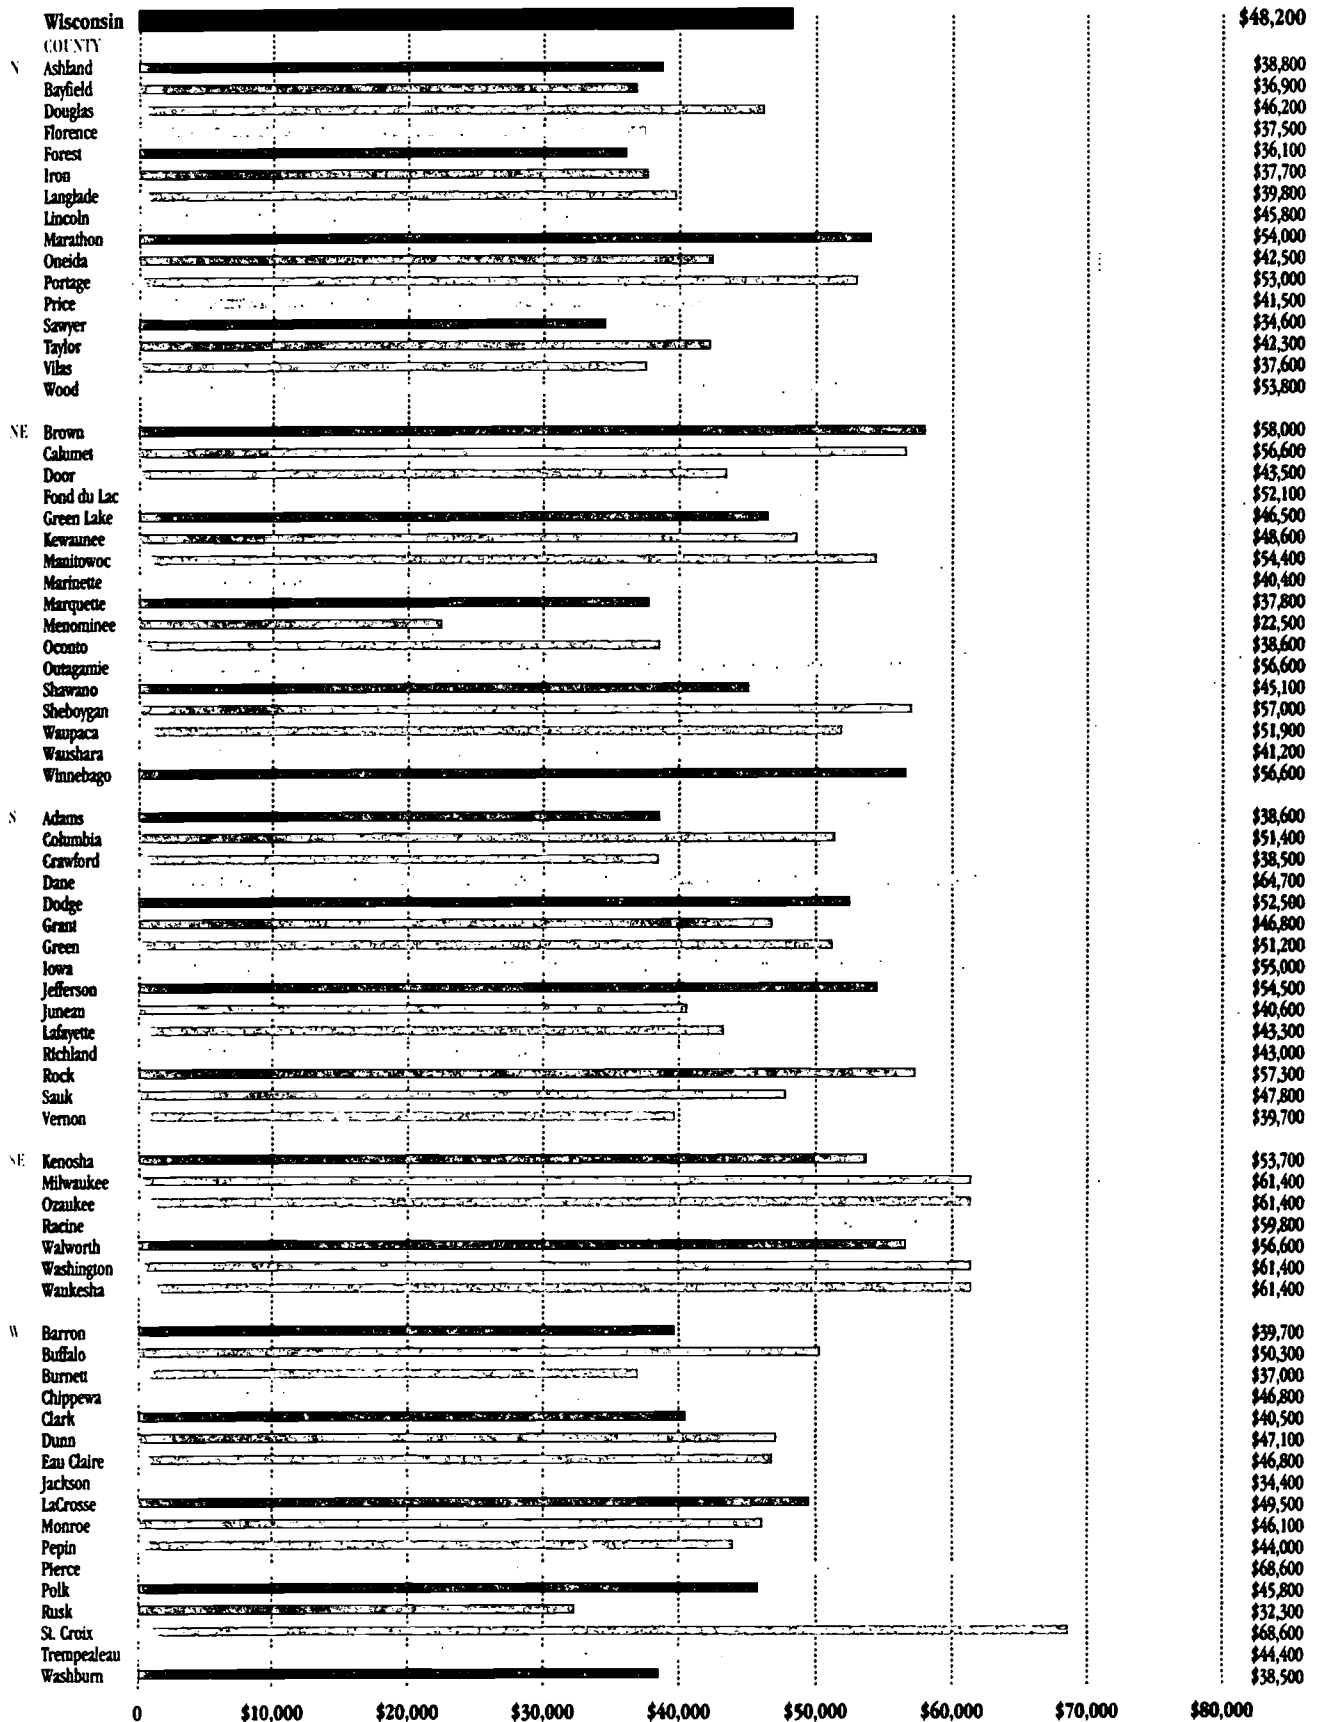 Wisconsin $48,200
COUNTY
N Ashland $38,800
Bayfield $36,900
Douglas $46,200
Florence $37,500
Forest $36,100
Iron $37,700
Langlade $39,800
Lincoln $45,800
Marathon $54,000
Oneida $42,500
Portage $53,000
Price $41,500
Sawyer $34,600
Taylor $42,300
Vilas $37,600
Wood $53,800
NE Brown $58,000
Calumet $56,600
Door $43,500
Fond du Lac $52,100
Green Lake $46,500
Kewaunee $48,600
Manitowoc $54,400
Marinette $40,400
Marquette $37,800
Menominee $22,500
Oconto $38,600
Outagamie $56,600
Shawano $45,100
Sheboygan $57,000
Waupaca $51,900
Waushara $41,200
Winnebago $56,600
S Adams $38,600
Columbia $51,400
Crawford $38,500
Dane $64,700
Dodge $52,500
Grant $46,800
Green $51,200
Iowa $55,000
Jefferson $54,500
Juneau $40,600
Lafayette $43,300
Richland $43,000
Rock $57,300
Sauk $47,800
Vernon $39,700
SE Kenosha $53,700
Milwaukee $61,400
Ozaukee $61,400
Racine $59,800
Walworth $56,600
Washington $61,400
Waukesha $61,400
W Barron $39,700
Buffalo $50,300
Burnett $37,000
Chippewa $46,800
Clark $40,500
Dunn $47,100
Eau Claire $46,800
Jackson $34,400
LaCrosse $49,500
Monroe $46,100
Pepin $44,000
Pierce $68,600
Polk $45,800
Rusk $32,300
St. Croix $68,600
Trempealeau $44,400
Washburn $38,500
0 $10,000 $20,000 $30,000 $40,000 $50,000 $60,000 $70,000 $80,000